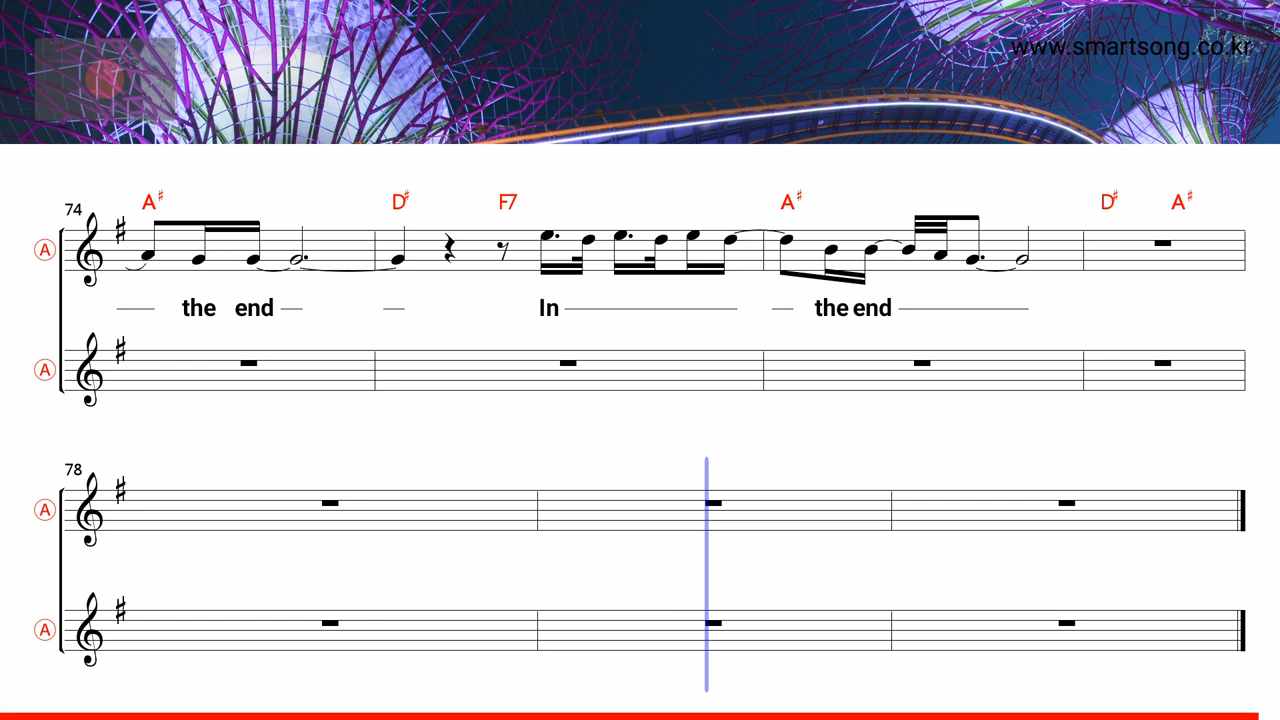 www.smartsong.co.kr
A♯ D♯ F7 A♯ D♯ A♯
74
A
the end In the end
A
78
A
A